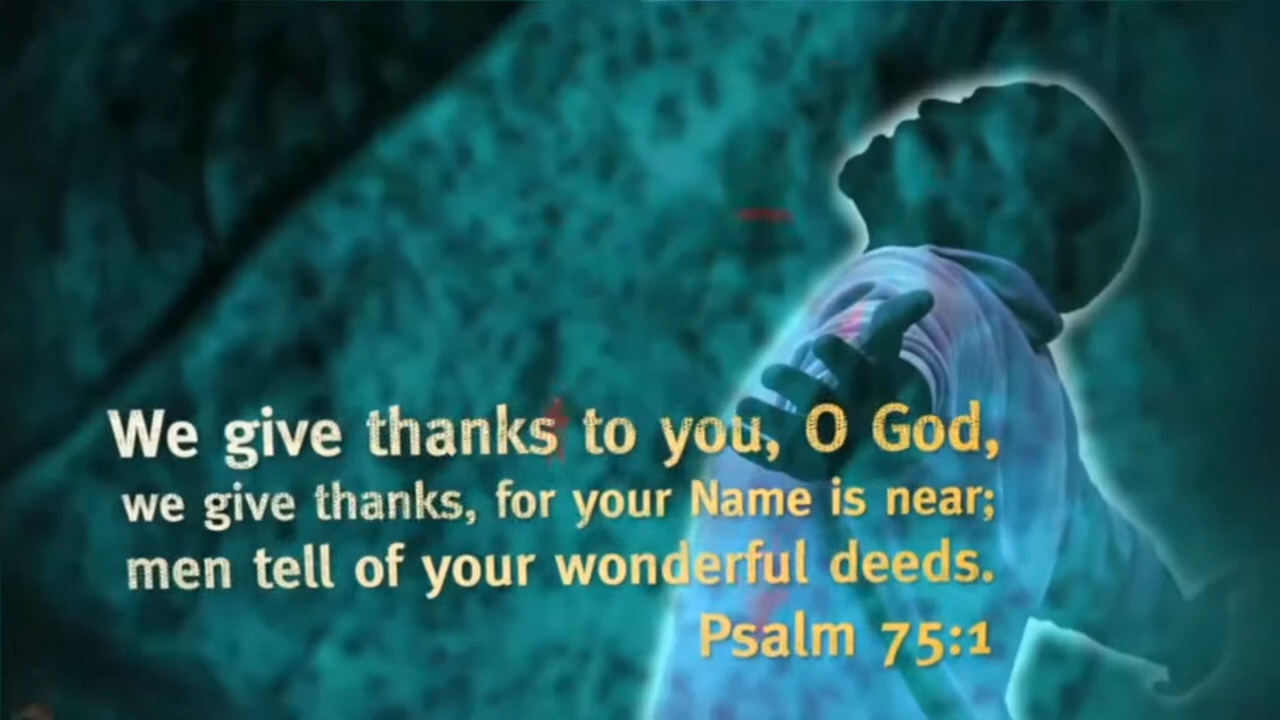 We give thanks to you, O God,
we give thanks, for your Name is near;
men tell of your wonderful deeds.
Psalm 75:1